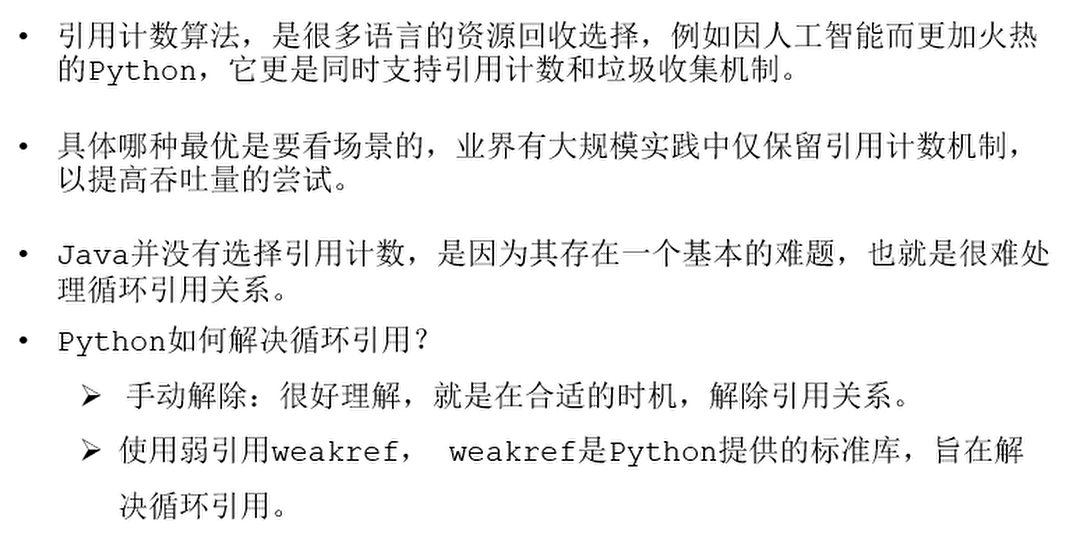 • 引用计数算法，是很多语言的资源回收选择，例如因人工智能而更加火热
的Python，它更是同时支持引用计数和垃圾收集机制。
• 具体哪种最优是要看场景的，业界有大规模实践中仅保留引用计数机制，
以提高吞吐量的尝试。
• Java并没有选择引用计数，是因为其存在一个基本的难题，也就是很难处
理循环引用关系。
• Python如何解决循环引用？
➢ 手动解除：很好理解，就是在合适的时机，解除引用关系。
➢ 使用弱引用weakref， weakref是Python提供的标准库，旨在解
决循环引用。